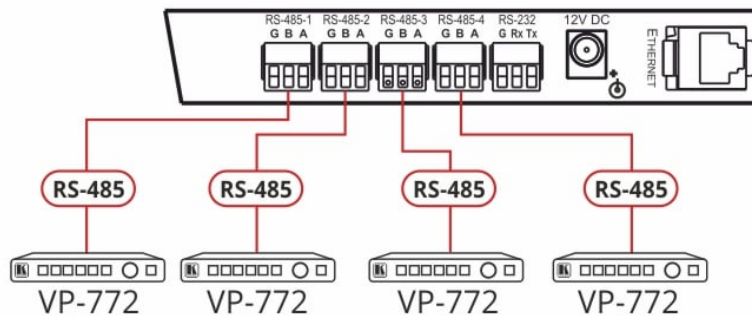 RS-485-1 RS-485-2 RS-485-3 RS-485-4 RS-232 12V DC
G B A G B A G B A G B A G Rx Tx
ETHERNET
RS-485 RS-485 RS-485 RS-485
VP-772 VP-772 VP-772 VP-772